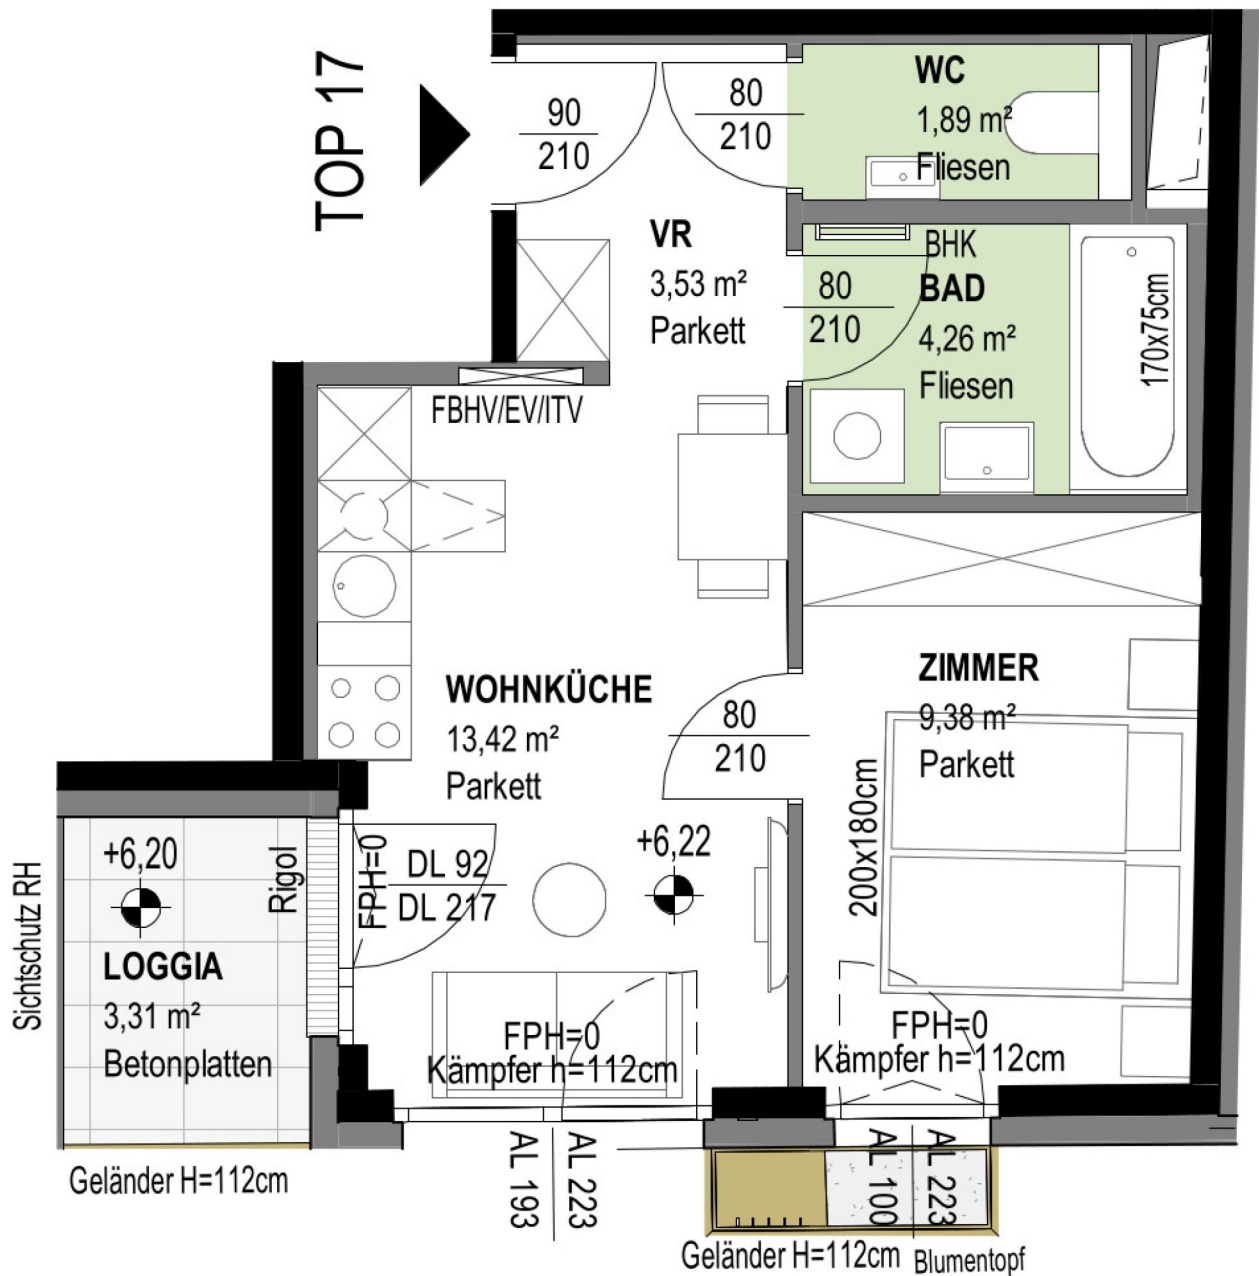 TOP 17
90
210
80
210
WC
1,89 m²
Fliesen
VR
3,53 m²
Parkett
80
210
BHK
BAD
4,26 m²
Fliesen
170x75cm
FBHV/EV/ITV
WOHNKÜCHE
13,42 m²
Parkett
80
210
ZIMMER
9,38 m²
Parkett
200x180cm
Sichtschutz RH
+6,20
Rigol
FPH=0
DL 92
DL 217
+6,22
LOGGIA
3,31 m²
Betonplatten
FPH=0
Kämpfer h=112cm
FPH=0
Kämpfer h=112cm
Geländer H=112cm
AL 193
AL 223
AL 100
AL 223
Geländer H=112cm
Blumentopf